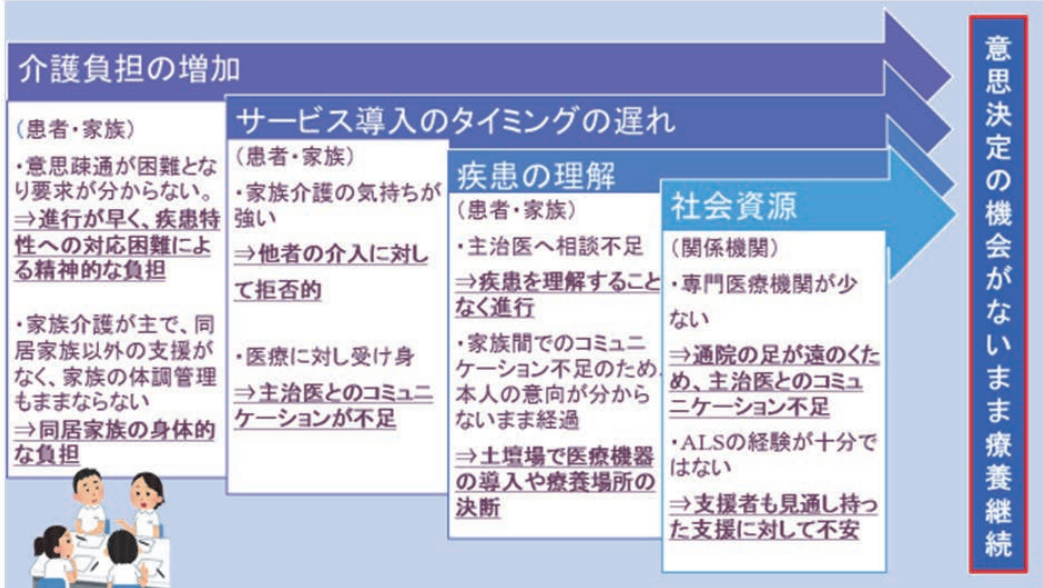 介護負担の増加
(患者・家族)
・意思疎通が困難とな
り要求が分からない。
⇒進行が早く、疾患特
性への対応困難によ
る精神的な負担
・家族介護が主で、同
居家族以外の支援が
なく、家族の体調管理
もままならない
⇒同居家族の身体的
な負担
サービス導入のタイミングの遅れ
(患者・家族)
・家族介護の気持ちが
強い
⇒他者の介入に対し
て拒否的
・医療に対し受け身
⇒主治医とのコミュニ
ケーションが不足
疾患の理解
(患者・家族)
・主治医へ相談不足
⇒疾患を理解すること
なく進行
・家族間でのコミュニ
ケーション不足のため、
本人の意向が分から
ないまま経過
⇒土壇場で医療機器
の導入や療養場所の
決断
社会資源
(関係機関)
・専門医療機関が少
ない
⇒通院の足が遠のくた
め、主治医とのコミュ
ニケーション不足
・ALSの経験が十分で
はない
⇒支援者も見通し持っ
た支援に対して不安
意思決定の機会がないまま療養継続